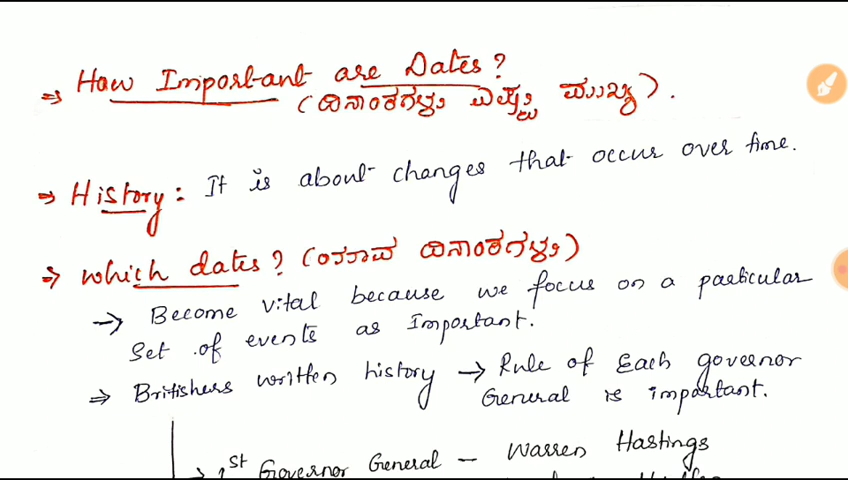 ⇒ How Important are Dates?
(ದಿನಾಂಕಗಳು ಎಷ್ಟು ಮುಖ್ಯ).
⇒ History: It is about changes that occur over time.
⇒ which dates? (ಯಾವ ದಿನಾಂಕಗಳು)
→ Become vital because we focus on a particular
Set of events as Important.
⇒ Britishers written history → Rule of Each governor
General is important.
→ 1st Governor General – Warren Hastings